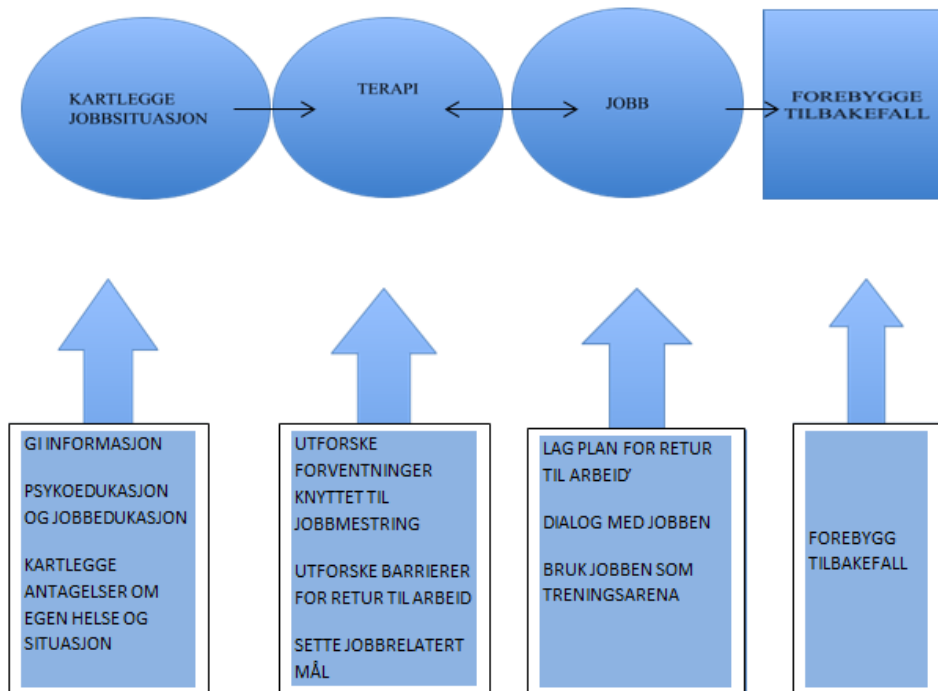 KARTLEGGE
JOBBSITUASJON
TERAPI
JOBB
FOREBYGGE
TILBAKEFALL
GI INFORMASJON
PSYKOEDUKASJON
OG JOBBEDUKASJON
KARTLEGGE
ANTAGELSER OM
EGEN HELSE OG
SITUASJON
UTFORSKE
FORVENTNINGER
KNYTTET TIL
JOBBMESTRING
UTFORSKE BARRIERER
FOR RETUR TIL ARBEID
SETTE JOBBRELATERT
MÅL
LAG PLAN FOR RETUR
TIL ARBEID'
DIALOG MED JOBBEN
BRUK JOBBEN SOM
TRENINGSARENA
FOREBYGG
TILBAKEFALL